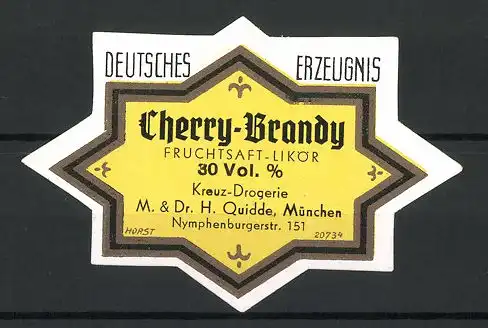 DEUTSCHES ERZEUGNIS
Cherry-Brandy
FRUCHTSAFT-LIKÖR
30 Vol. %
Kreuz-Drogerie
M. & Dr. H. Quidde, München
Nymphenburgerstr. 151
HORST 20734